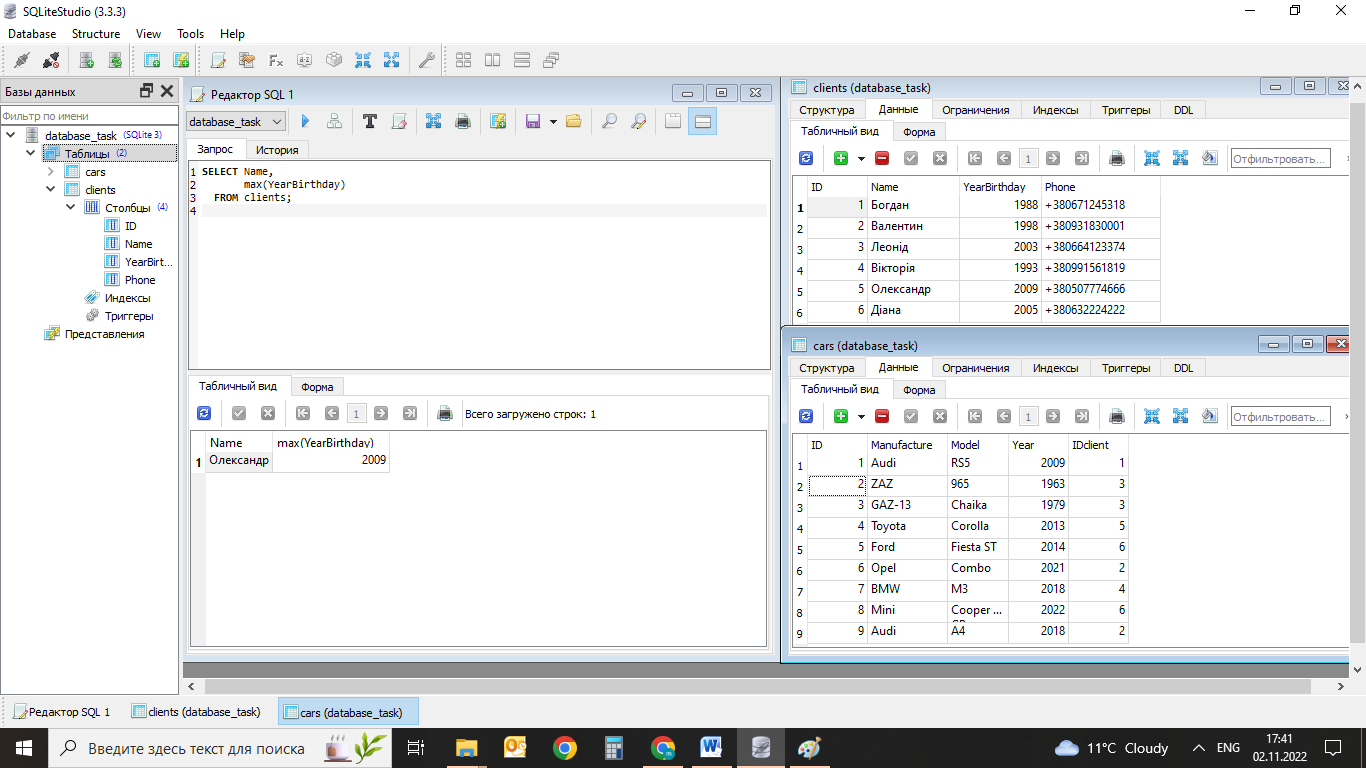 SQLiteStudio (3.3.3)
Database Structure View Tools Help
Базы данных
Фильтр по имени
database_task (SQLite 3)
Таблицы (2)
cars
clients
Столбцы (4)
ID
Name
YearBirt...
Phone
Индексы
Триггеры
Представления
Редактор SQL 1
database_task
Запрос История
1 SELECT Name,
2 max(YearBirthday)
3 FROM clients;
4
Табличный вид Форма
1 Всего загружено строк: 1
Name max(YearBirthday)
1 Олександр 2009
clients (database_task)
Структура Данные Ограничения Индексы Триггеры DDL
Табличный вид Форма
1 Отфильтровать...
ID Name YearBirthday Phone
1 1 Богдан 1988 +380671245318
2 2 Валентин 1998 +380931830001
3 3 Леонід 2003 +380664123374
4 4 Вікторія 1993 +380991561819
5 5 Олександр 2009 +380507774666
6 6 Діана 2005 +380632224222
cars (database_task)
Структура Данные Ограничения Индексы Триггеры DDL
Табличный вид Форма
1 Отфильтровать...
ID Manufacture Model Year IDclient
1 1 Audi RS5 2009 1
2 2 ZAZ 965 1963 3
3 3 GAZ-13 Chaika 1979 3
4 4 Toyota Corolla 2013 5
5 5 Ford Fiesta ST 2014 6
6 6 Opel Combo 2021 2
7 7 BMW M3 2018 4
8 8 Mini Cooper ... 2022 6
9 9 Audi A4 2018 2
Редактор SQL 1 clients (database_task) cars (database_task)
Введите здесь текст для поиска
11°C Cloudy ENG 17:41
02.11.2022